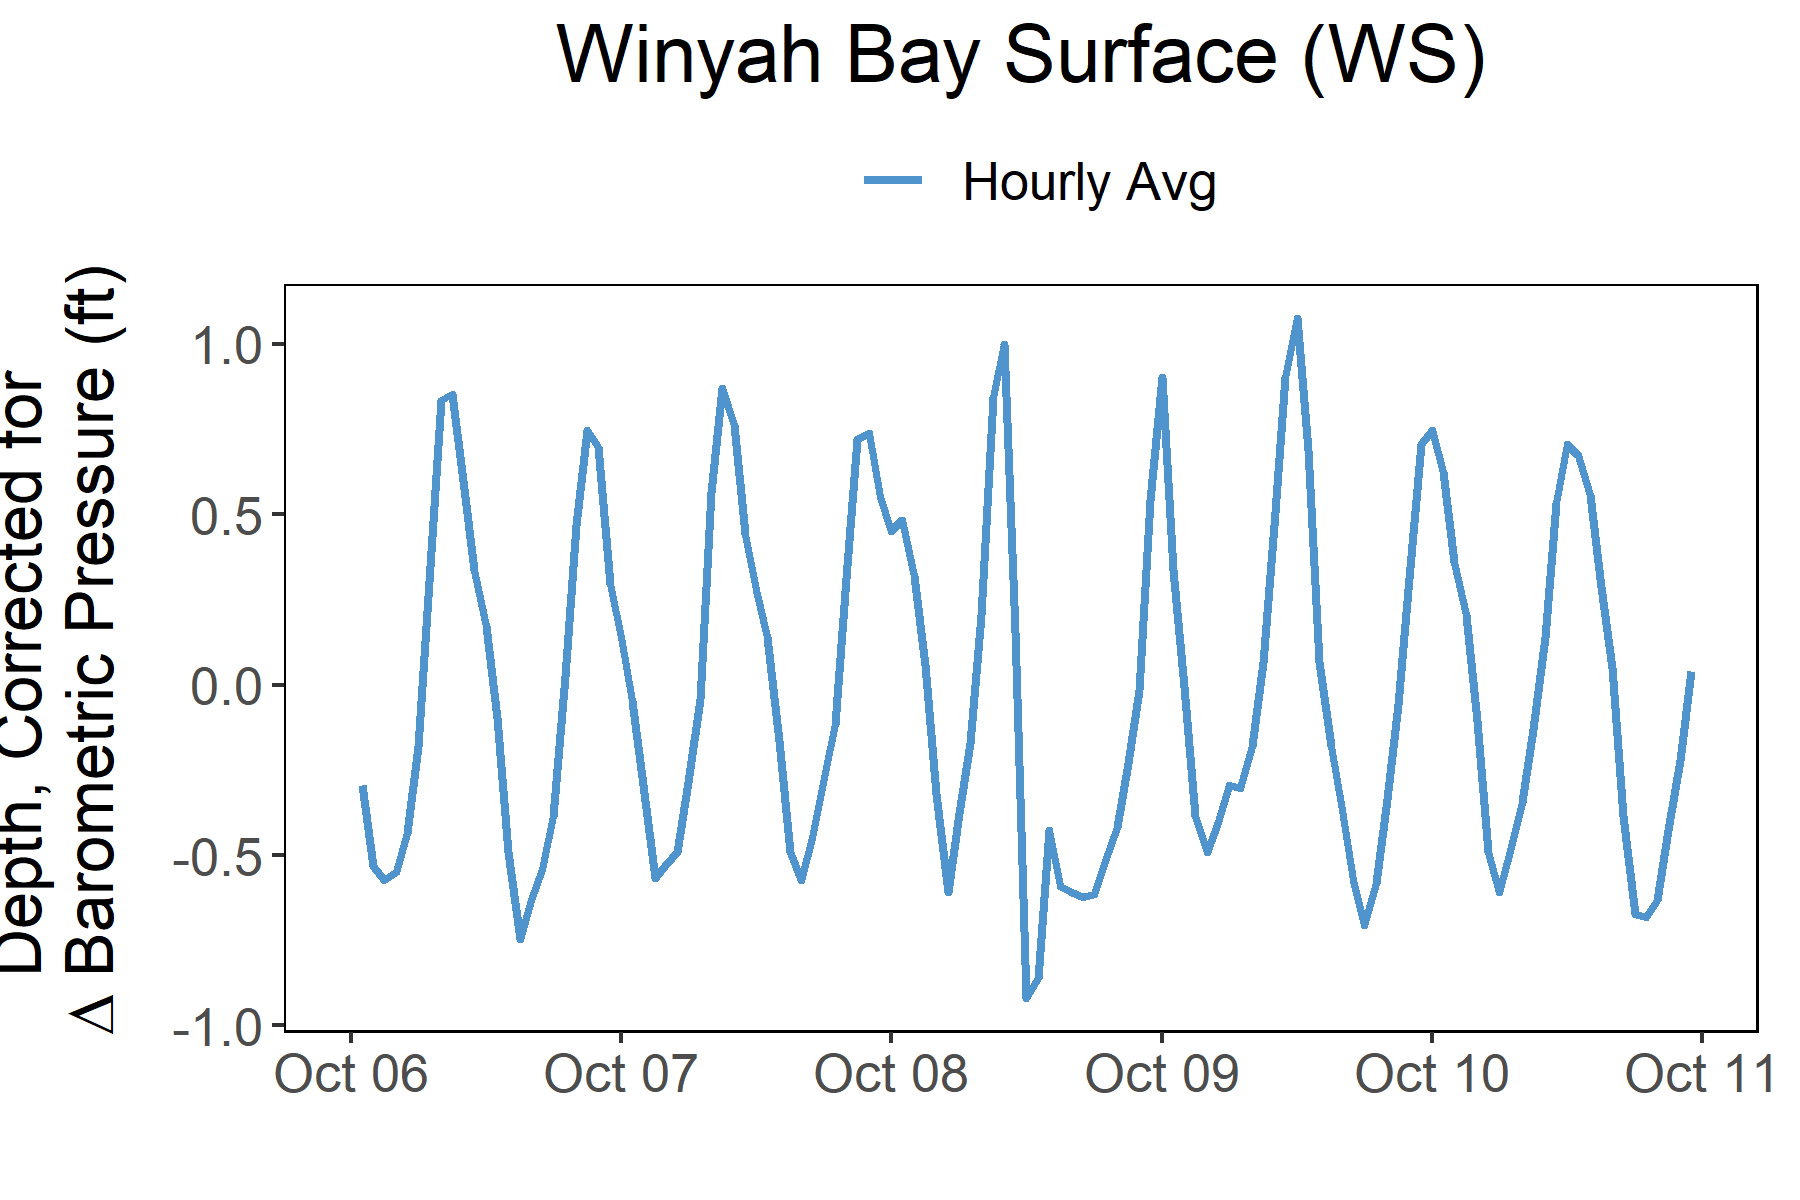 Winyah Bay Surface (WS)
Hourly Avg
Depth, Corrected for
Δ Barometric Pressure (ft)
1.0
0.5
0.0
-0.5
-1.0
Oct 06 Oct 07 Oct 08 Oct 09 Oct 10 Oct 11